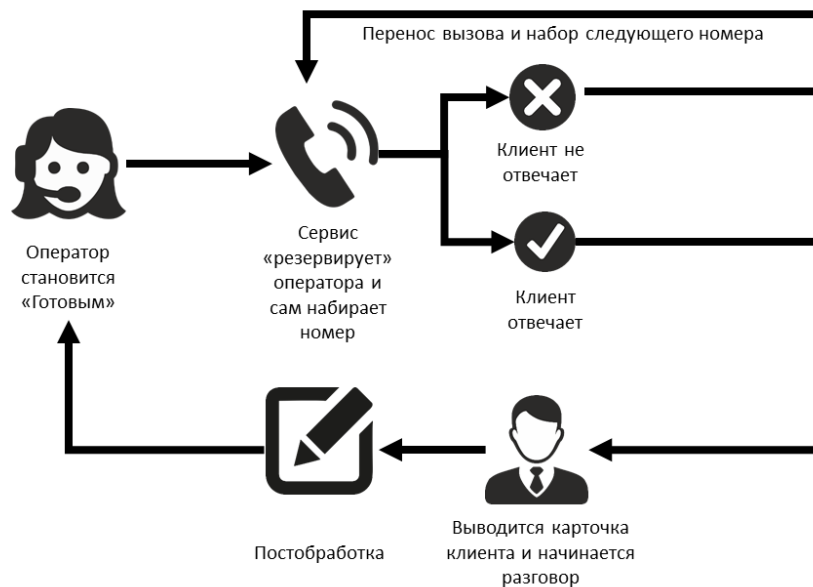 Перенос вызова и набор следующего номера
Клиент не
отвечает
Оператор
становится
«Готовым»
Сервис
«резервирует»
оператора и
сам набирает
номер
Клиент
отвечает
Постобработка
Выводится карточка
клиента и начинается
разговор